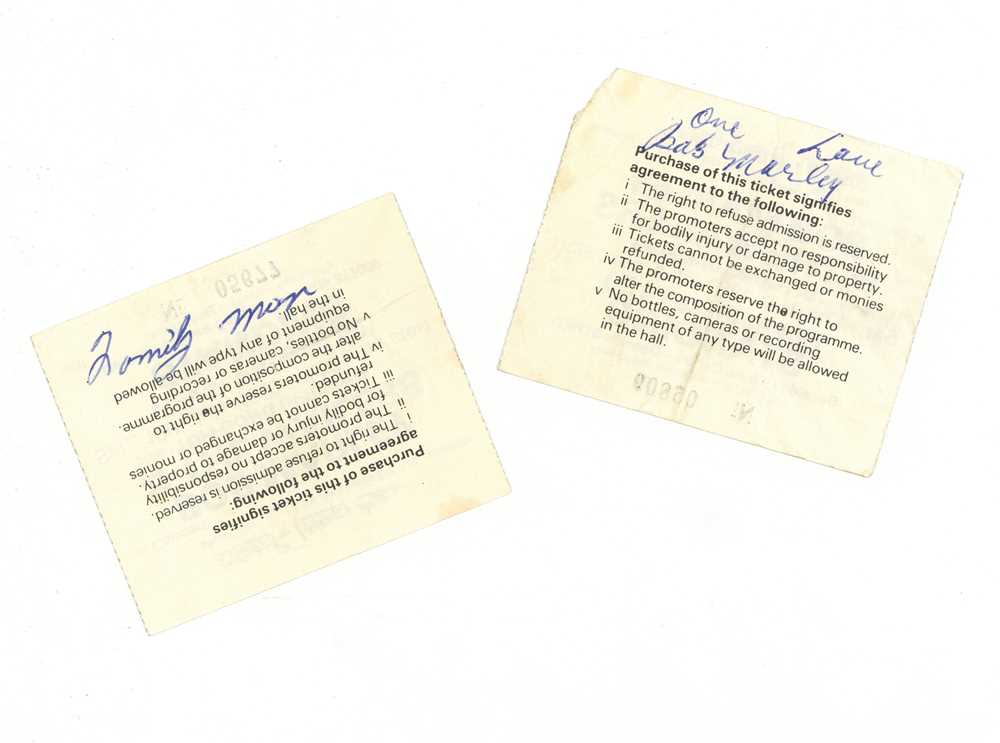 Family Man
Purchase of this ticket signifies
agreement to the following:
i The right to refuse admission is reserved.
ii The promoters accept no responsibility
for bodily injury or damage to property.
iii Tickets cannot be exchanged or monies
refunded.
iv The promoters reserve the right to
alter the composition of the programme.
v No bottles, cameras or recording
equipment of any type will be allowed
in the hall.
One Love
Bob Marley
Purchase of this ticket signifies
agreement to the following:
i The right to refuse admission is reserved.
ii The promoters accept no responsibility
for bodily injury or damage to property.
iii Tickets cannot be exchanged or monies
refunded.
iv The promoters reserve the right to
alter the composition of the programme.
v No bottles, cameras or recording
equipment of any type will be allowed
in the hall.